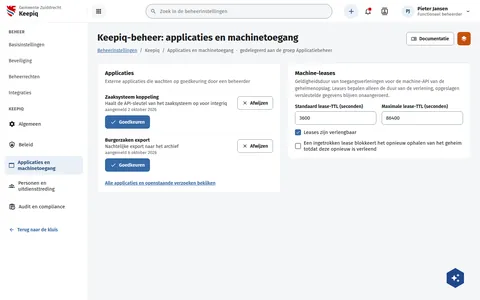 Gemeente Zuiddrecht
Keepiq
Zoek in de beheerinstellingen
PJ
Pieter Jansen
Functioneel Beheerder
BEHEER
Basisinstellingen
Beveiliging
Beheerrechten
Integraties
KEEPIQ
Algemeen
Beleid
Applicaties en
machinetoegang
Personen en
uitdiensttreding
Audit en compliance
Terug naar de kluis
Keepiq-beheer: applicaties en machinetoegang
Beheerinstellingen / Keepiq / Applicaties en machinetoegang · gedelegeerd aan de groep Applicatiebeheer
Documentatie
Applicaties
Externe applicaties die wachten op goedkeuring door een beheerder
Zaaksysteem koppeling
Haalt de API-sleutel van het zaaksysteem op voor integriq
aangemeld 6 oktober 2026
Afwijzen
Goedkeuren
Burgerzaken export
Nachtelijke export naar het archief
aangemeld 5 oktober 2026
Afwijzen
Goedkeuren
Alle applicaties en openstaande verzoeken bekijken
Machine-leases
Geldigheidsduur van toegangsverleningen voor de machine-API van de
geheimenopslag. Leases bepalen alleen de duur van de verlening, opgeslagen
versleutelde gegevens blijven onaangeroerd.
Standaard lease-TTL (seconden)
3600
Maximale lease-TTL (seconden)
86400
Leases zijn verlengbaar
Een ingetrokken lease blokkeert het opnieuw ophalen van het geheim
totdat deze opnieuw is verleend